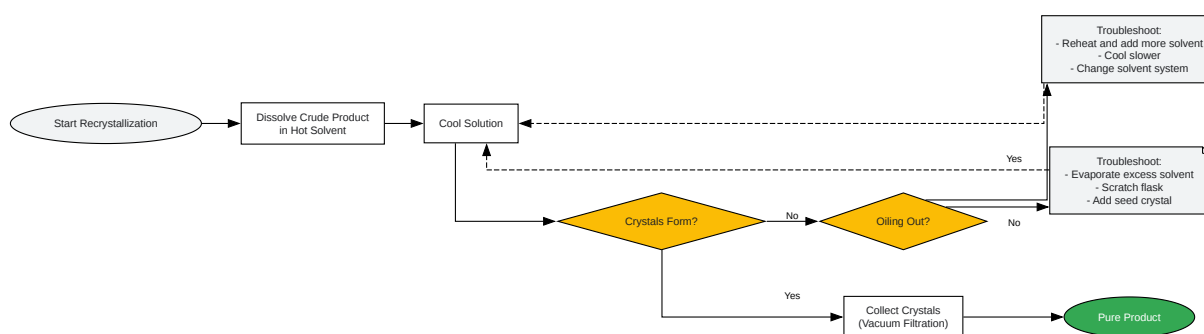 Troubleshoot:
- Reheat and add more solvent
- Cool slower
- Change solvent system
Start Recrystallization
Dissolve Crude Product
in Hot Solvent
Cool Solution
Yes
Troubleshoot:
- Evaporate excess solvent
- Scratch flask
- Add seed crystal
Crystals Form?
No
Oiling Out?
No
Yes
Collect Crystals
(Vacuum Filtration)
Pure Product